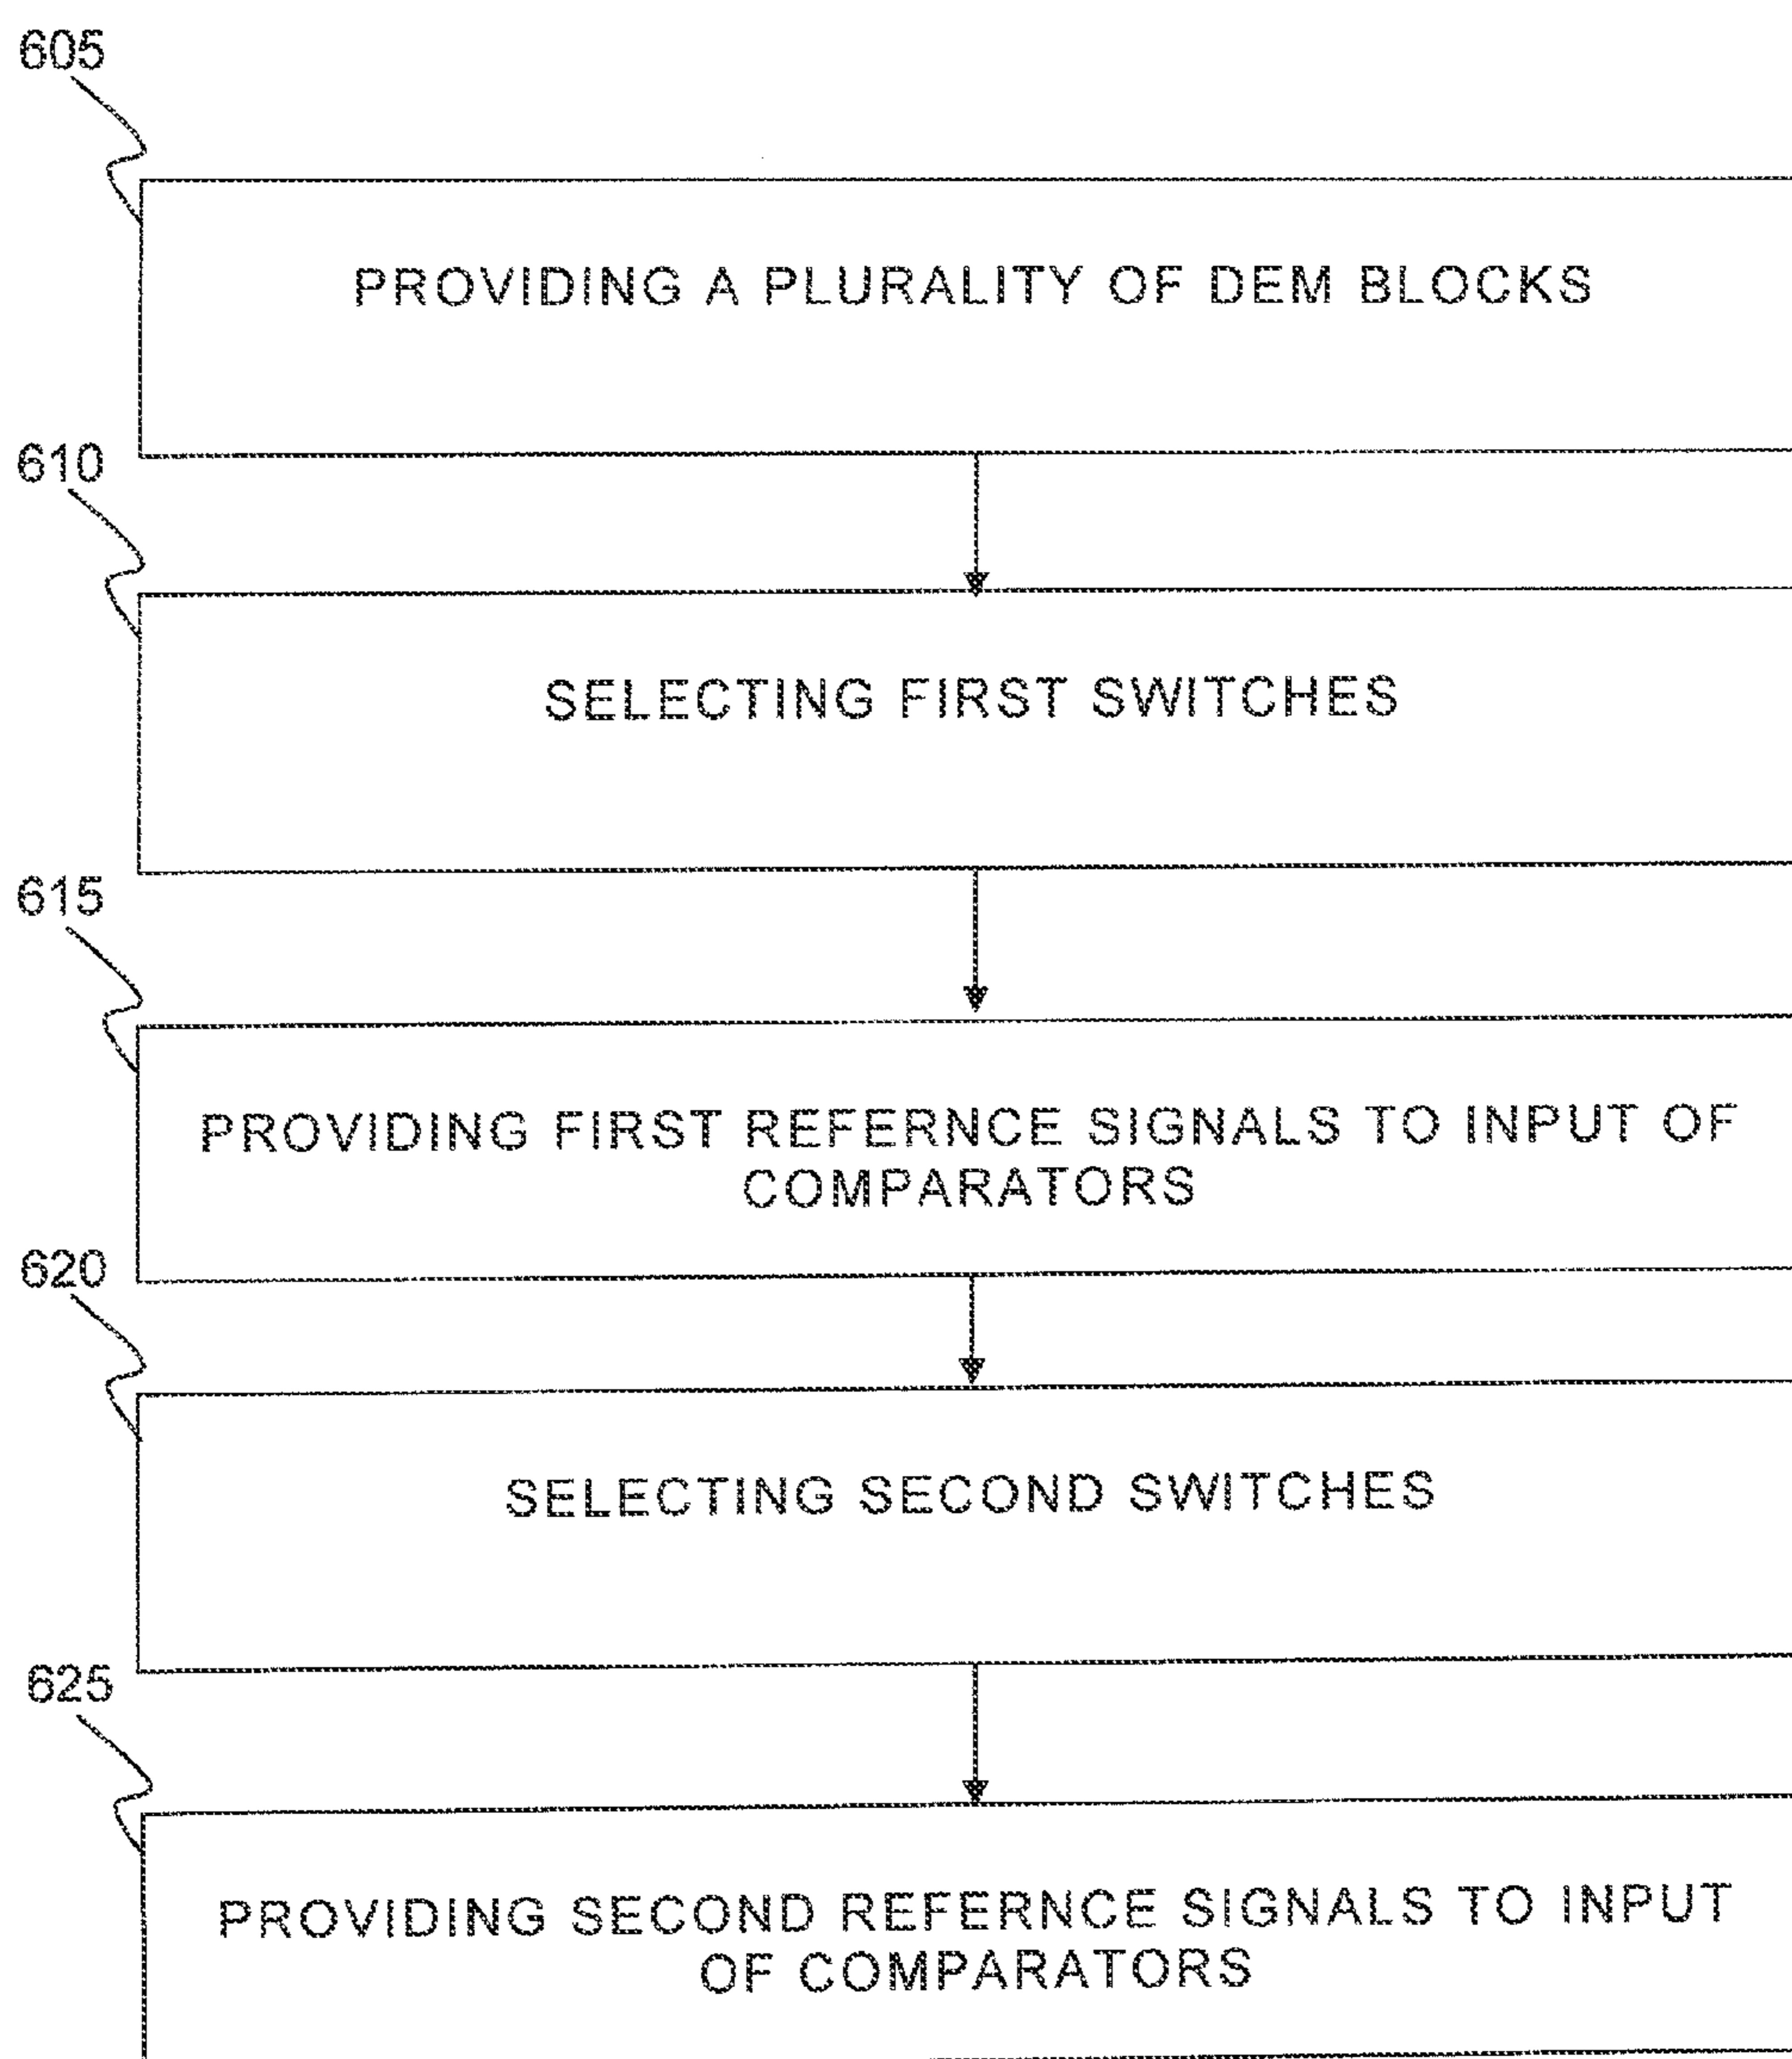 605
PROVIDING A PLURALITY OF DEM BLOCKS
610
SELECTING FIRST SWITCHES
615
PROVIDING FIRST REFERNCE SIGNALS TO INPUT OF
COMPARATORS
620
SELECTING SECOND SWITCHES
625
PROVIDING SECOND REFERNCE SIGNALS TO INPUT
OF COMPARATORS